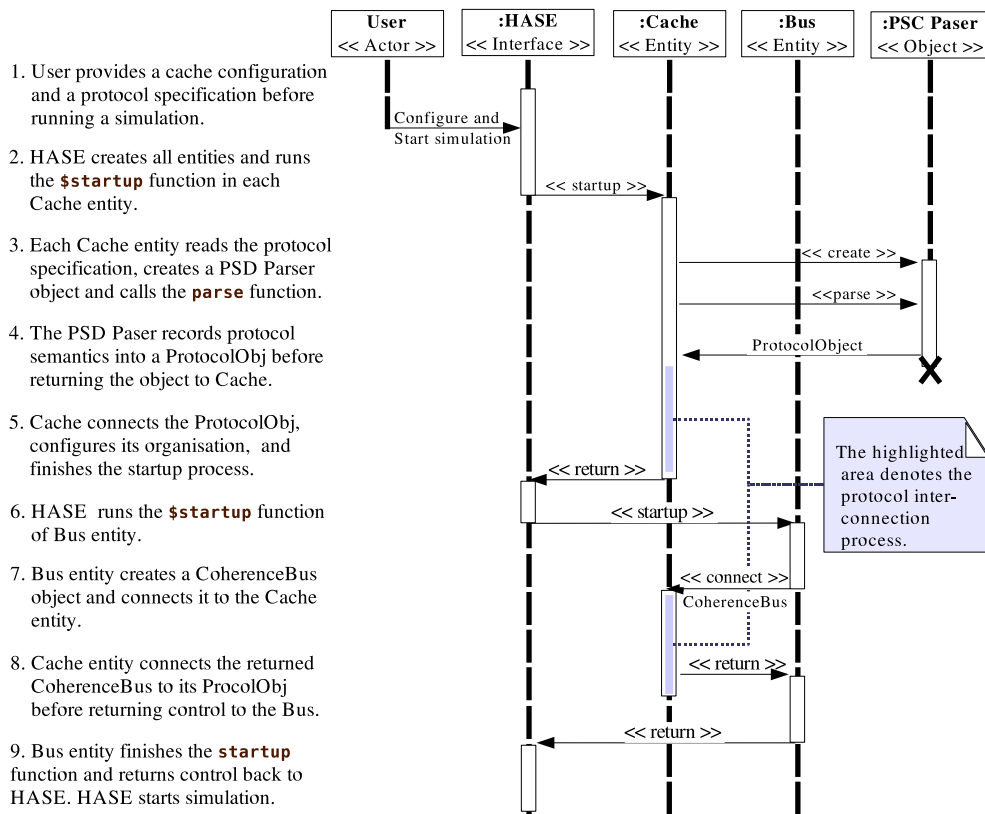 User
<< Actor >>
:HASE
<< Interface >>
:Cache
<< Entity >>
:Bus
<< Entity >>
:PSC Paser
<< Object >>
1. User provides a cache configuration
and a protocol specification before
running a simulation.
2. HASE creates all entities and runs
the $startup function in each
Cache entity.
3. Each Cache entity reads the protocol
specification, creates a PSD Parser
object and calls the parse function.
4. The PSD Paser records protocol
semantics into a ProtocolObj before
returning the object to Cache.
5. Cache connects the ProtocolObj,
configures its organisation, and
finishes the startup process.
6. HASE runs the $startup function
of Bus entity.
7. Bus entity creates a CoherenceBus
object and connects it to the Cache
entity.
8. Cache entity connects the returned
CoherenceBus to its ProcolObj
before returning control to the Bus.
9. Bus entity finishes the startup
function and returns control back to
HASE. HASE starts simulation.
Configure and
Start simulation
<< startup >>
<< create >>
<<parse >>
ProtocolObject
<< return >>
<< startup >>
<< connect >>
CoherenceBus
<< return >>
<< return >>
The highlighted
area denotes the
protocol inter-
connection
process.